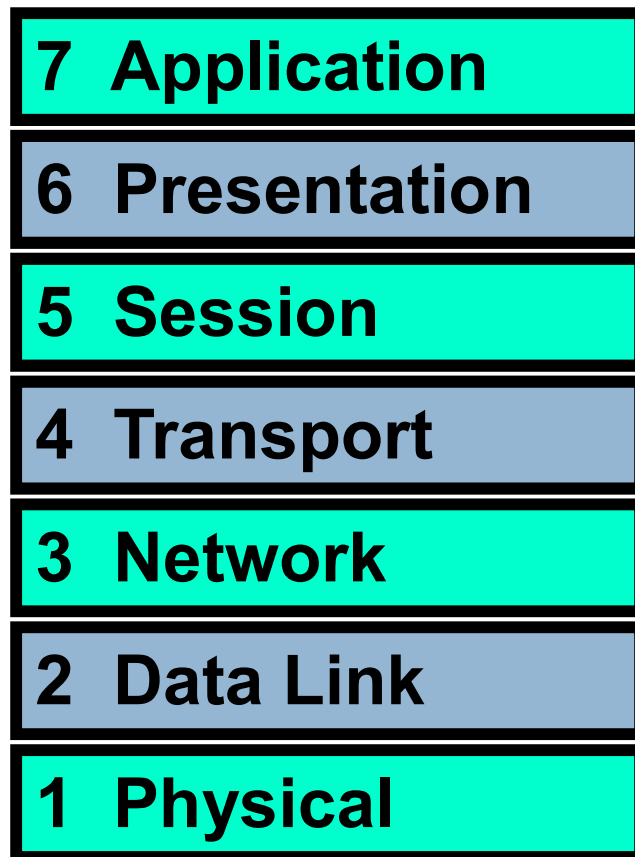 7 Application
6 Presentation
5 Session
4 Transport
3 Network
2 Data Link
1 Physical